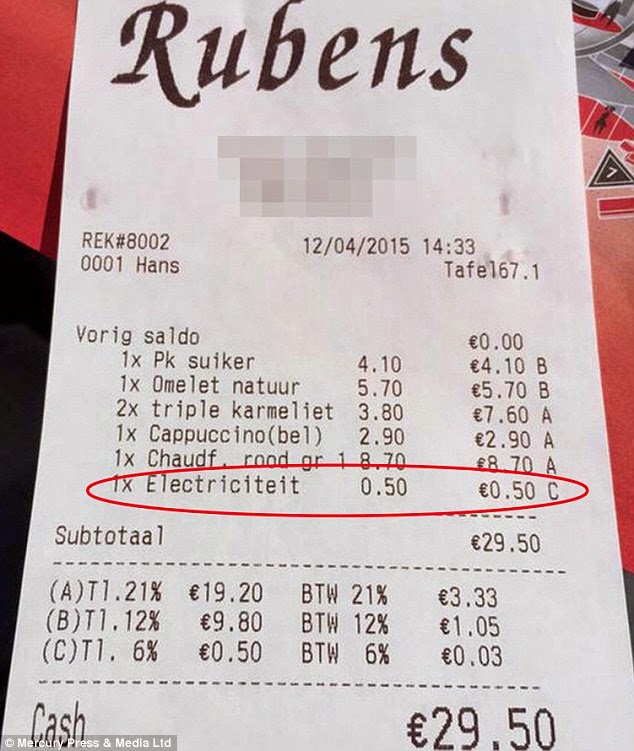 Rubens
REK#8002 12/04/2015 14:33
0001 Hans Tafel67.1
Vorig saldo €0.00
1x Pk suiker 4.10 €4.10 B
1x Omelet natuur 5.70 €5.70 B
2x triple karmeliet 3.80 €7.60 A
1x Cappuccino(bel) 2.90 €2.90 A
1x Chaudf. rood gr 1 8.70 €8.70 A
1x Electriciteit 0.50 €0.50 C
Subtotaal €29.50
(A)Tl.21% €19.20 BTW 21% €3.33
(B)Tl.12% €9.80 BTW 12% €1.05
(C)Tl. 6% €0.50 BTW 6% €0.03
Cash €29.50
© Mercury Press & Media Ltd